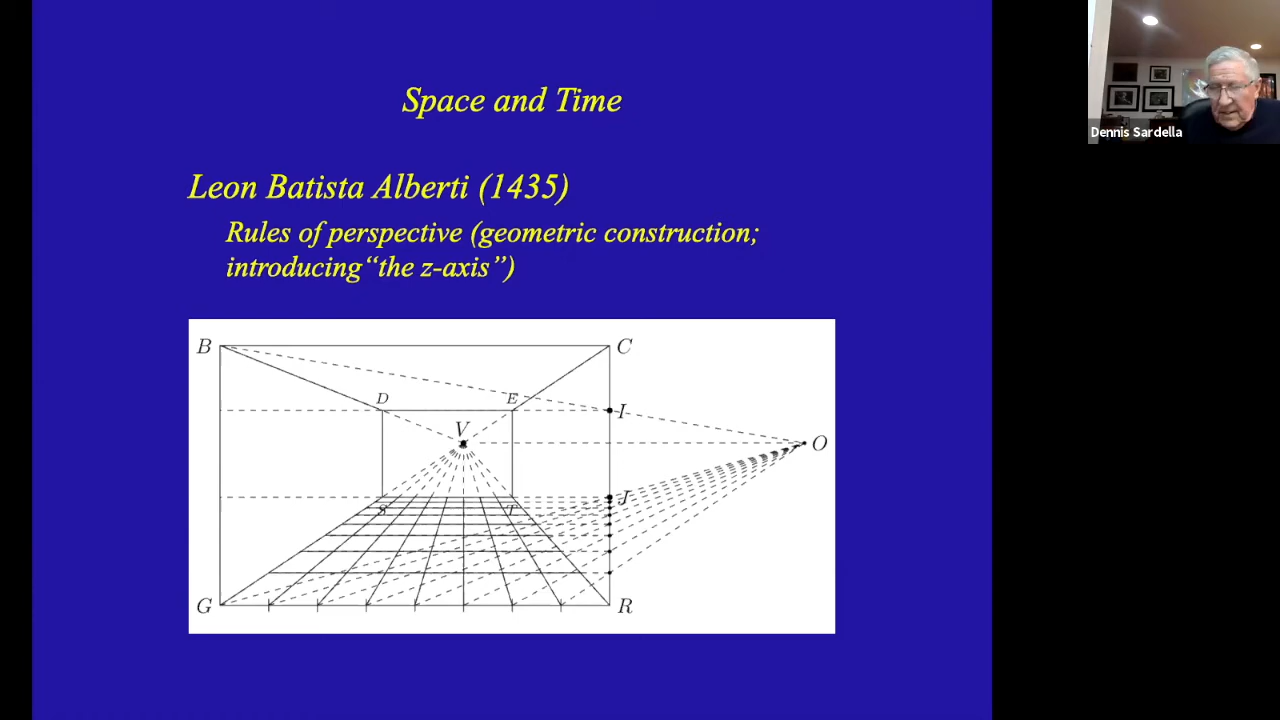 Space and Time
Dennis Sardella
Leon Batista Alberti (1435)
Rules of perspective (geometric construction;
introducing“the z-axis”)
B
C
D
E
I
V
O
J
S
T
G
R